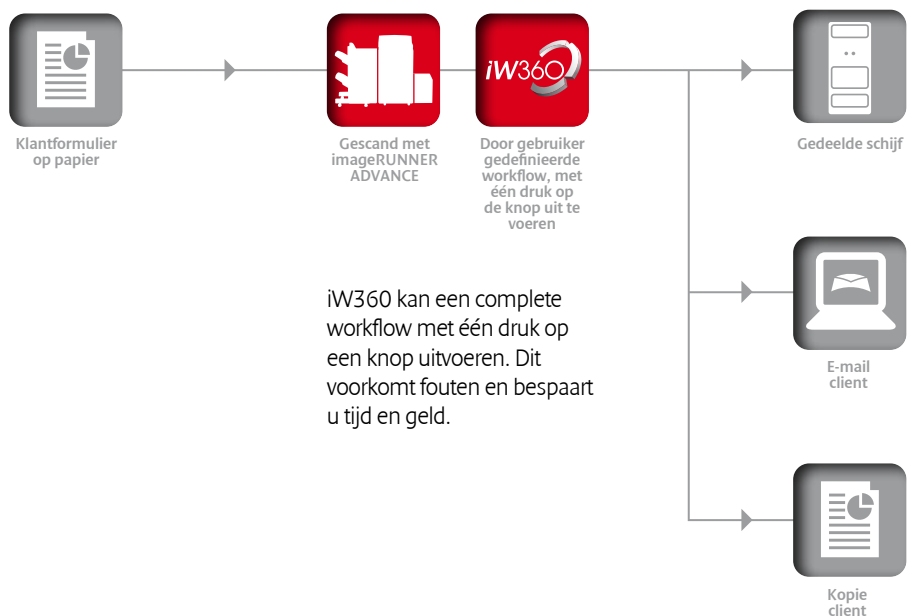 iW360
Klantformulier
op papier
Gescand met
imageRUNNER
ADVANCE
Door gebruiker
gedefinieerde
workflow, met
één druk op
de knop uit te
voeren
Gedeelde schijf
iW360 kan een complete
workflow met één druk op
een knop uitvoeren. Dit
voorkomt fouten en bespaart
u tijd en geld.
E-mail
client
Kopie
client